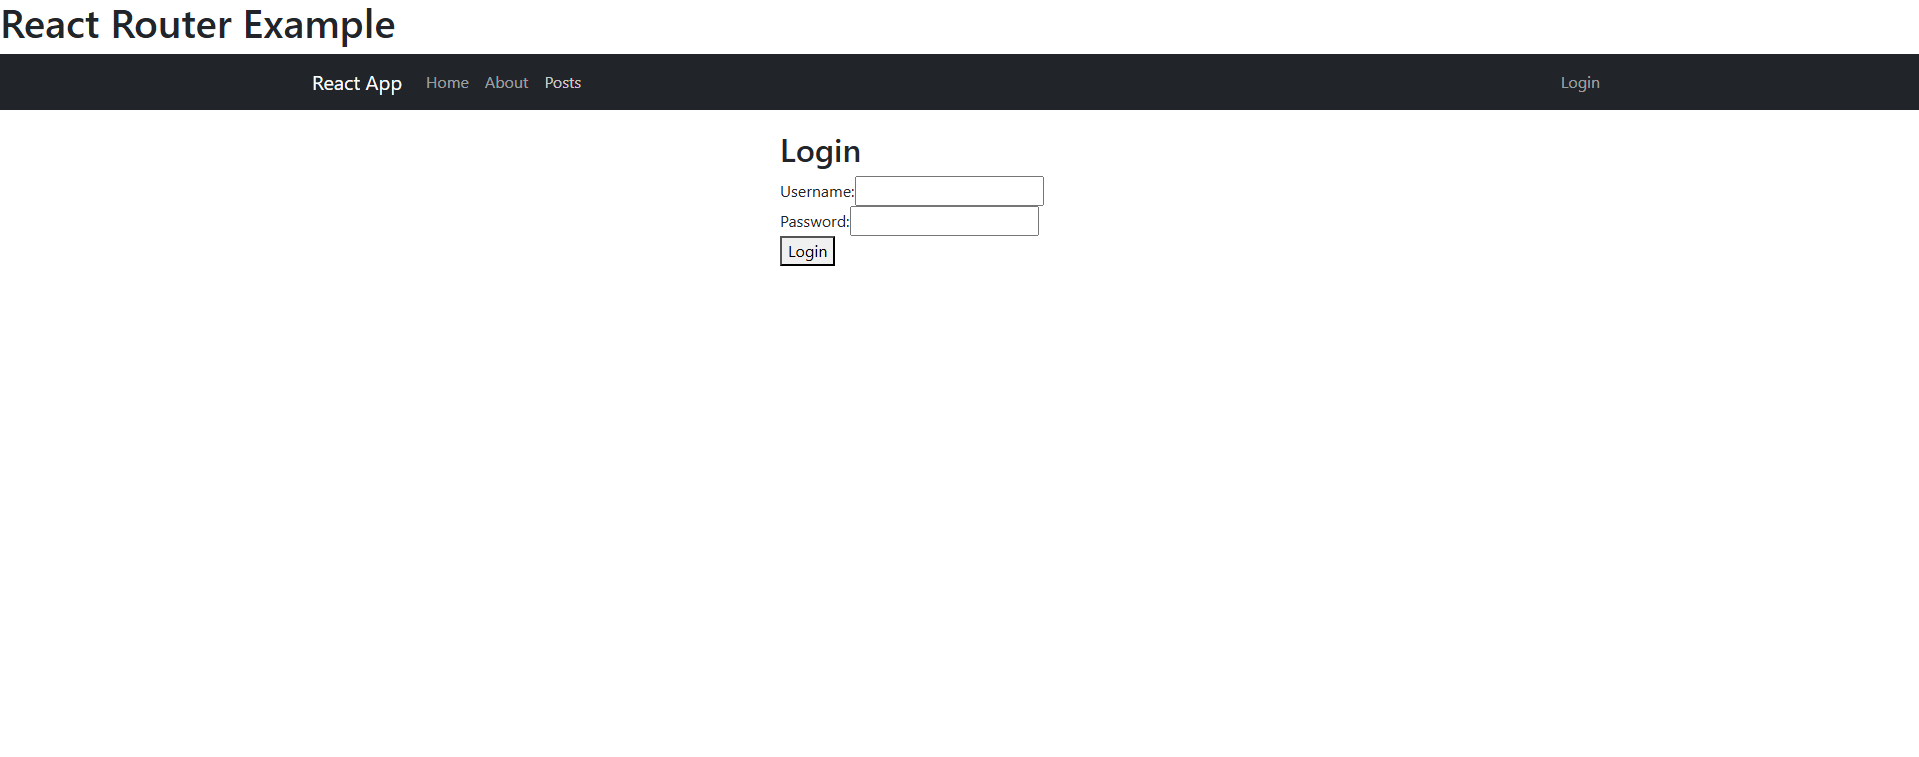 React Router Example
React App Home About Posts Login
Login
Username:
Password:
Login